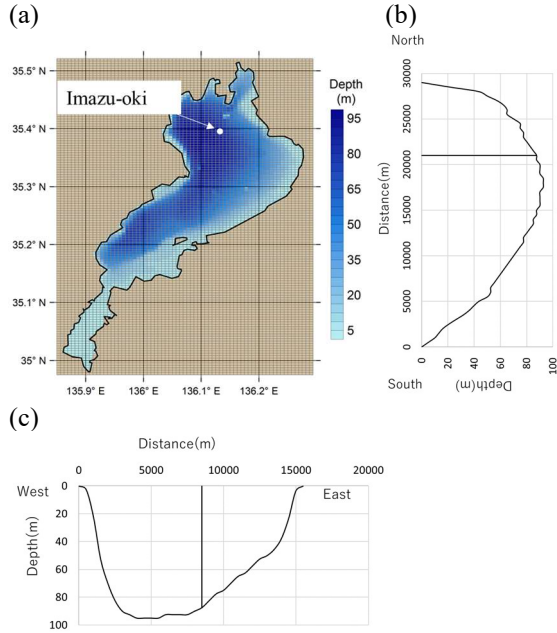 (a)
35.5° N
35.4° N
35.3° N
35.2° N
35.1° N
35° N
135.9° E 136° E 136.1° E 136.2° E
Imazu-oki
Depth
(m)
95
80
65
50
35
20
5
(b)
North
Distance(m)
30000
25000
20000
15000
10000
5000
0
South
0 20 40 60 80 100
Depth(m)
(c)
Distance(m)
0 5000 10000 15000 20000
West
East
Depth(m)
0
20
40
60
80
100